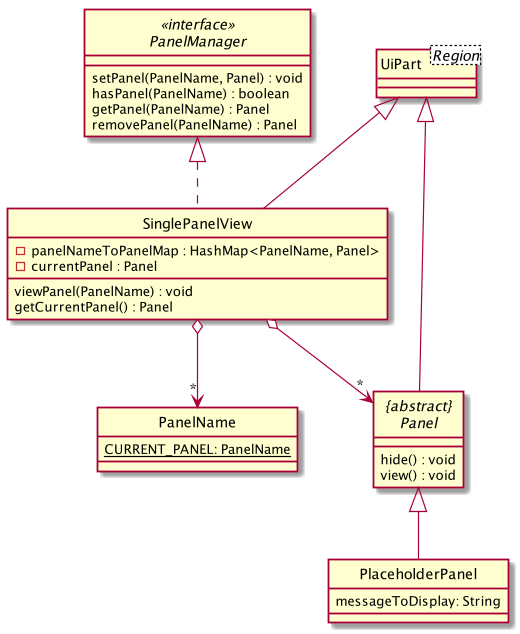 «interface»
PanelManager
setPanel(PanelName, Panel) : void
hasPanel(PanelName) : boolean
getPanel(PanelName) : Panel
removePanel(PanelName) : Panel
UiPart
Region
SinglePanelView
panelNameToPanelMap : HashMap<PanelName, Panel>
currentPanel : Panel
viewPanel(PanelName) : void
getCurrentPanel() : Panel
*
*
PanelName
CURRENT_PANEL: PanelName
{abstract}
Panel
hide() : void
view() : void
PlaceholderPanel
messageToDisplay: String